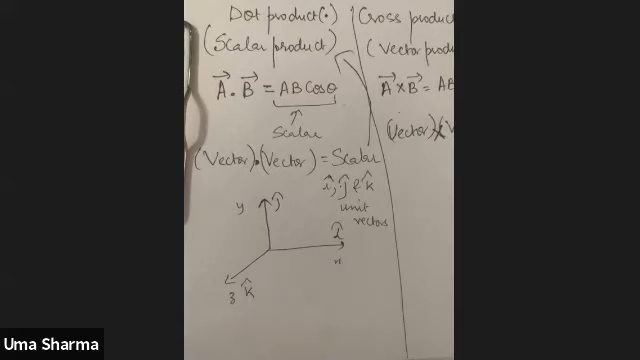 Dot product(•)
(Scalar product)
A⃗ . B⃗ = AB Cosθ
Scalar
(Vector).(Vector) = Scalar
î, ĵ & k̂
unit
vectors
y ĵ
î
x
z k̂
Cross produc
(Vector produ
A⃗ × B⃗ = AB
(Vector) × V
Uma Sharma